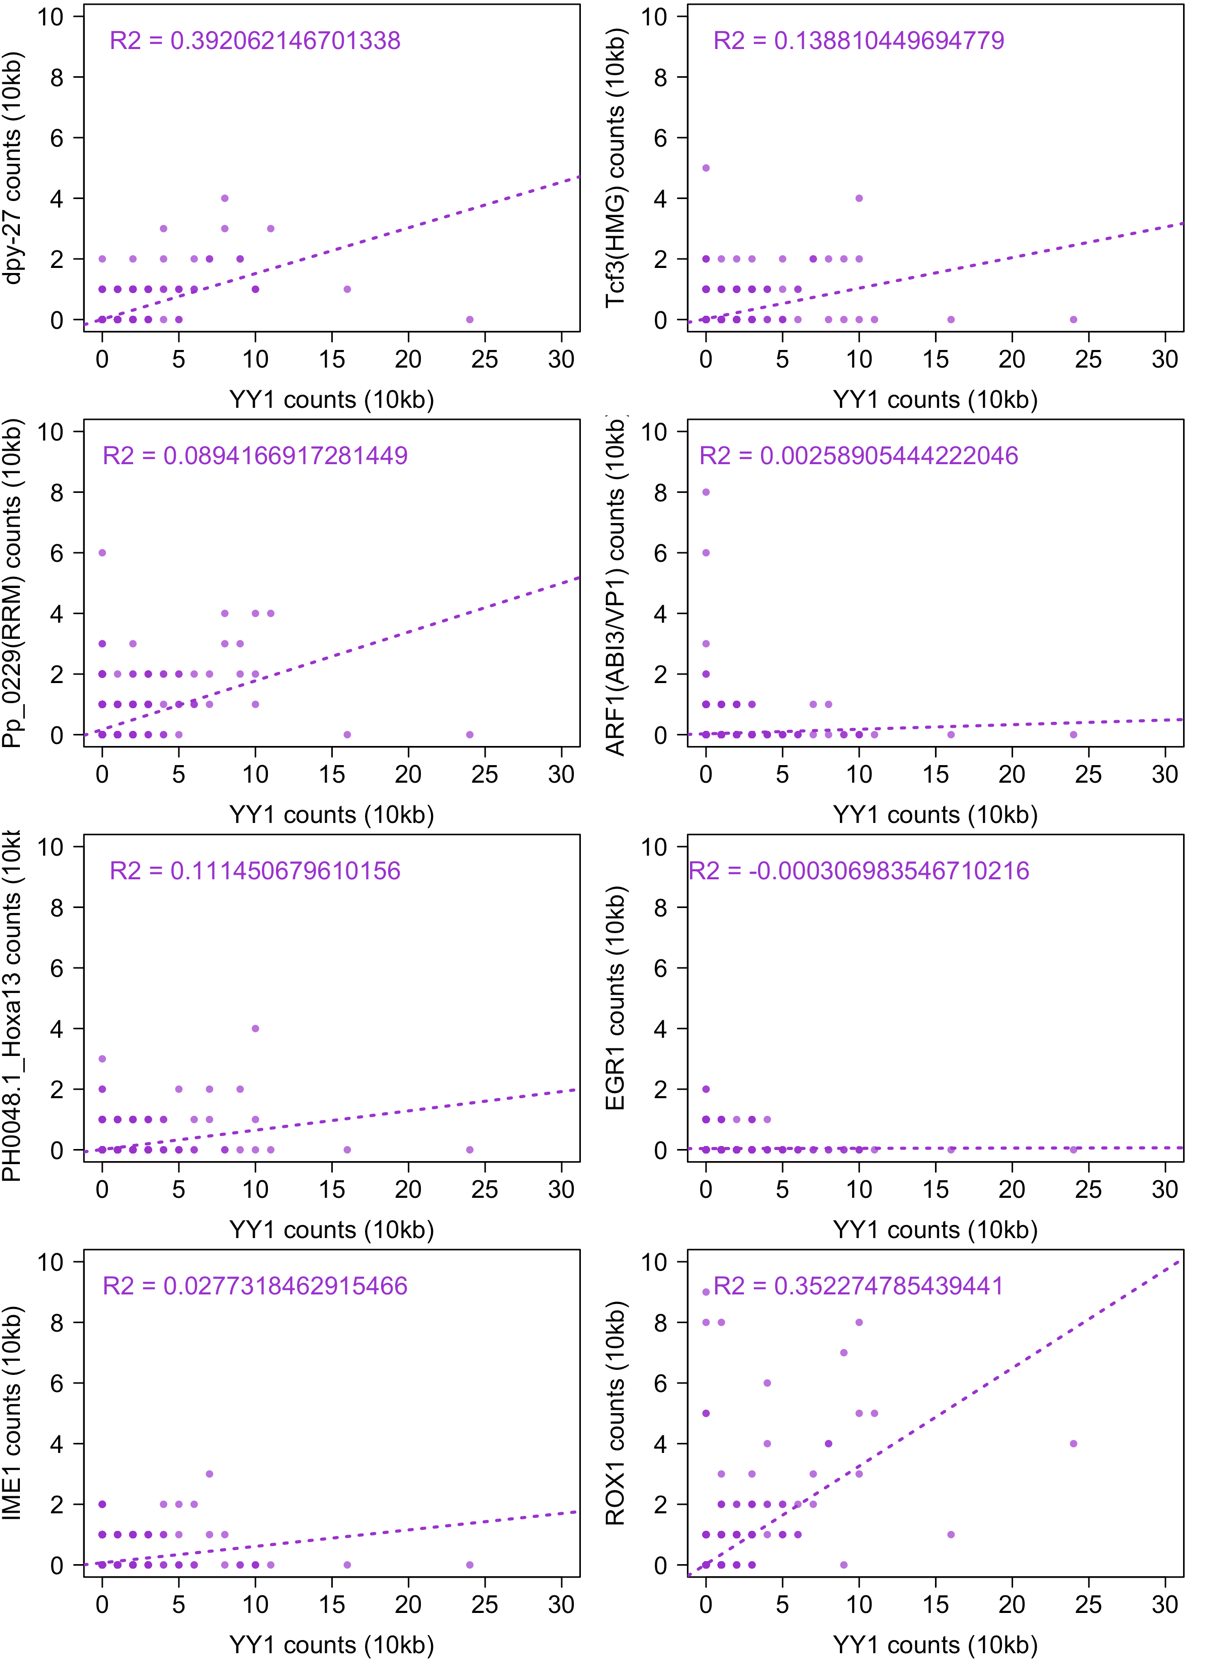 dpy-27 counts (10kb)
10
8
6
4
2
0
R2 = 0.392062146701338
0 5 10 15 20 25 30
YY1 counts (10kb)
Tcf3(HMG) counts (10kb)
10
8
6
4
2
0
R2 = 0.138810449694779
0 5 10 15 20 25 30
YY1 counts (10kb)
Pp_0229(RRM) counts (10kb)
10
8
6
4
2
0
R2 = 0.0894166917281449
0 5 10 15 20 25 30
YY1 counts (10kb)
ARF1(ABI3/VP1) counts (10kb)
10
8
6
4
2
0
R2 = 0.00258905444222046
0 5 10 15 20 25 30
YY1 counts (10kb)
PH0048.1_Hoxa13 counts (10kb
10
8
6
4
2
0
R2 = 0.111450679610156
0 5 10 15 20 25 30
YY1 counts (10kb)
EGR1 counts (10kb)
10
8
6
4
2
0
R2 = -0.000306983546710216
0 5 10 15 20 25 30
YY1 counts (10kb)
IME1 counts (10kb)
10
8
6
4
2
0
R2 = 0.0277318462915466
0 5 10 15 20 25 30
YY1 counts (10kb)
ROX1 counts (10kb)
10
8
6
4
2
0
R2 = 0.352274785439441
0 5 10 15 20 25 30
YY1 counts (10kb)